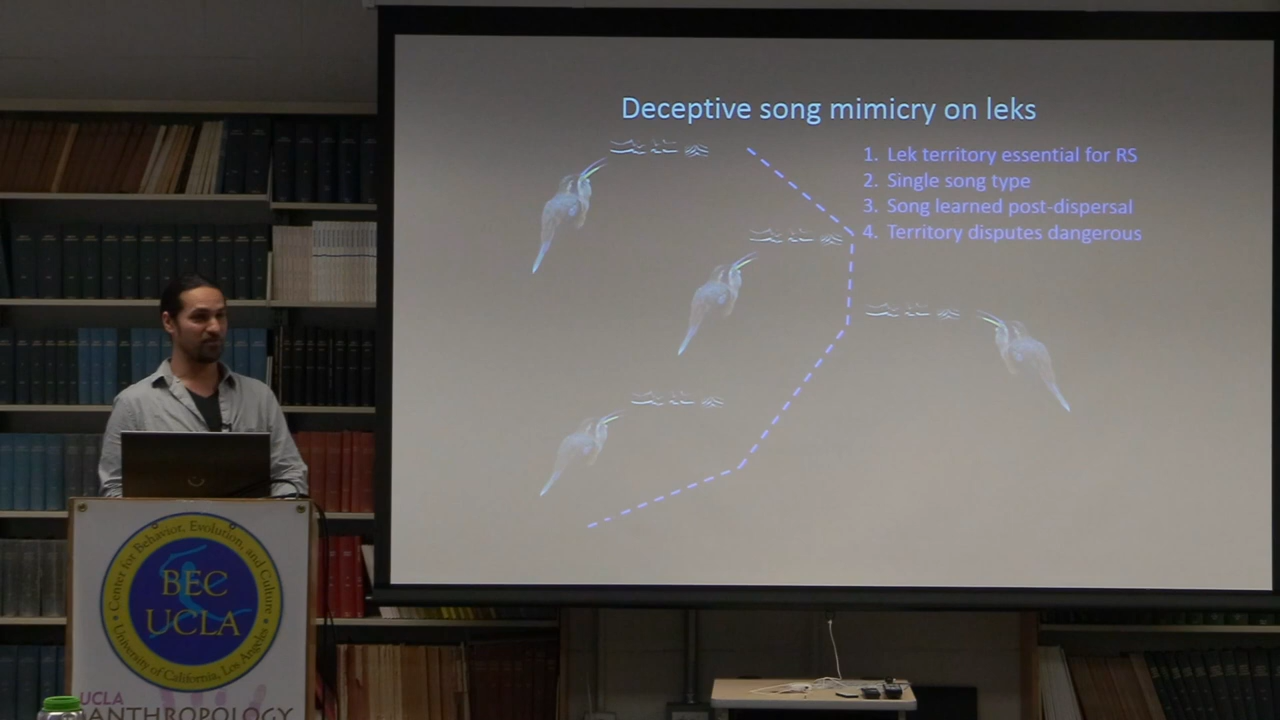 Deceptive song mimicry on leks
1. Lek territory essential for RS
2. Single song type
3. Song learned post-dispersal
4. Territory disputes dangerous
Center for Behavior, Evolution, and Culture
BEC
UCLA
University of California, Los Angeles
UCLA
ANTHROPOLOGY